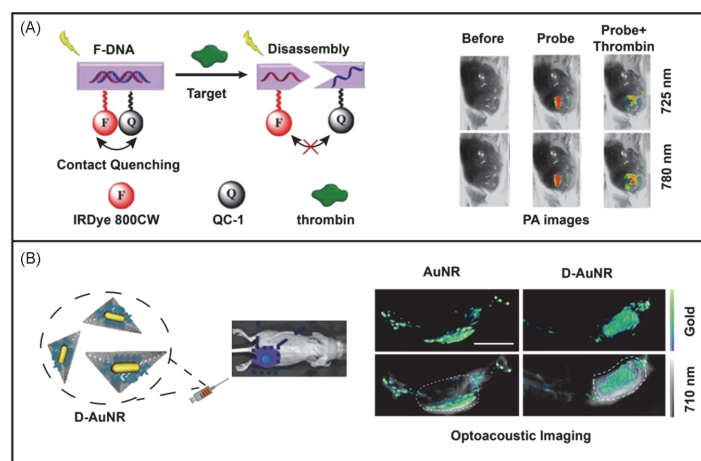 (A)
F-DNA
Target
Disassembly
F
Q
F
Q
Contact Quenching
F
Q
IRDye 800CW
QC-1
thrombin
Before
Probe
Probe+
Thrombin
725 nm
780 nm
PA images
(B)
D-AuNR
AuNR
D-AuNR
Gold
710 nm
Optoacoustic Imaging